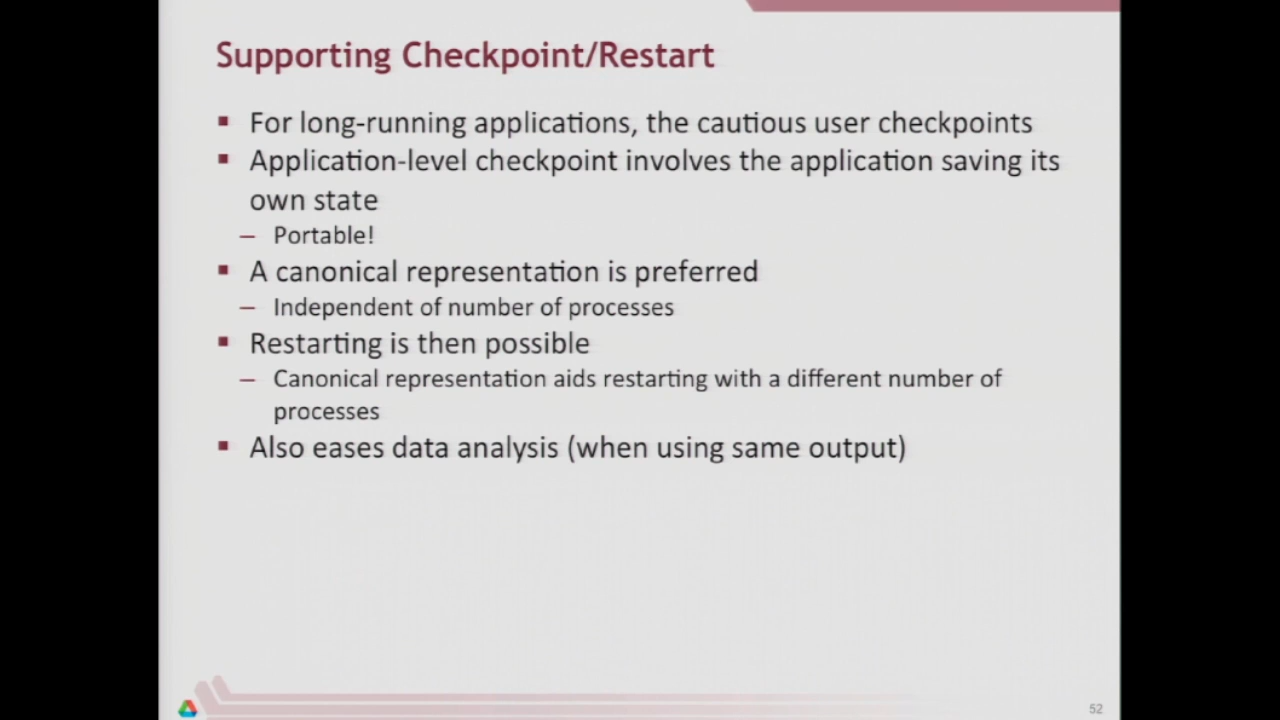 Supporting Checkpoint/Restart
▪ For long-running applications, the cautious user checkpoints
▪ Application-level checkpoint involves the application saving its
own state
– Portable!
▪ A canonical representation is preferred
– Independent of number of processes
▪ Restarting is then possible
– Canonical representation aids restarting with a different number of
processes
▪ Also eases data analysis (when using same output)
52